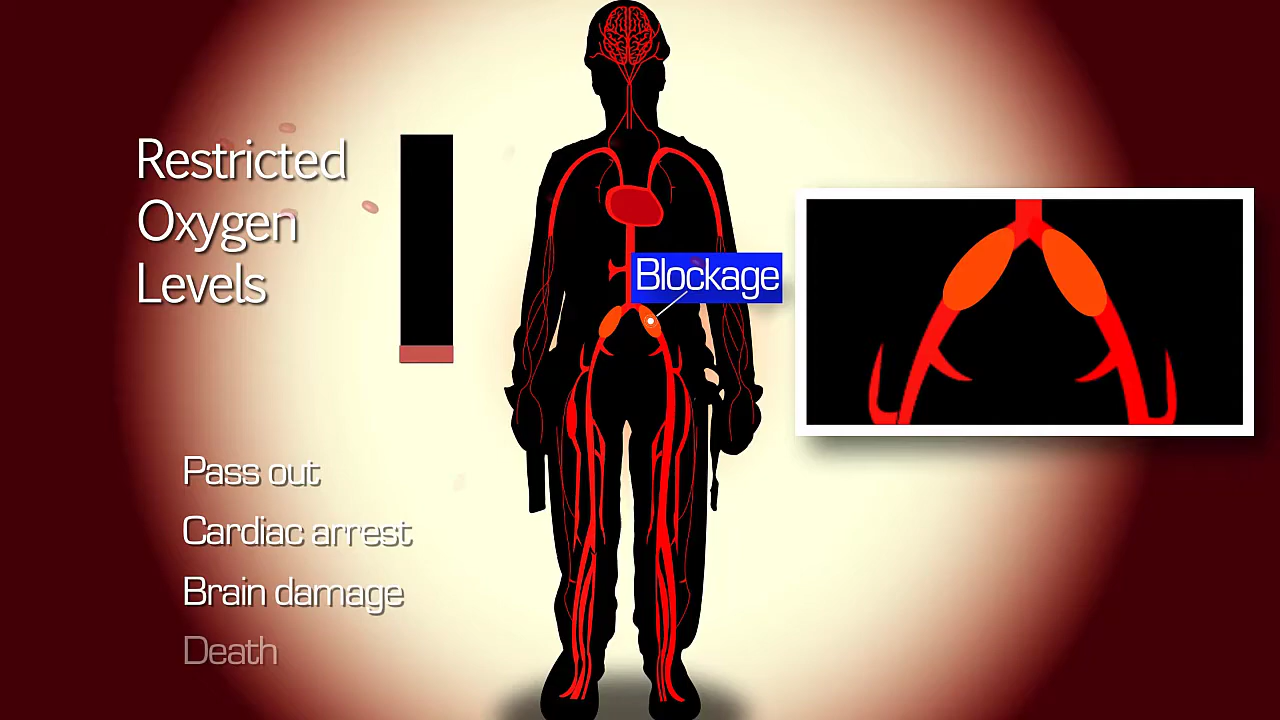 Restricted
Oxygen
Levels
Blockage
Pass out
Cardiac arrest
Brain damage
Death